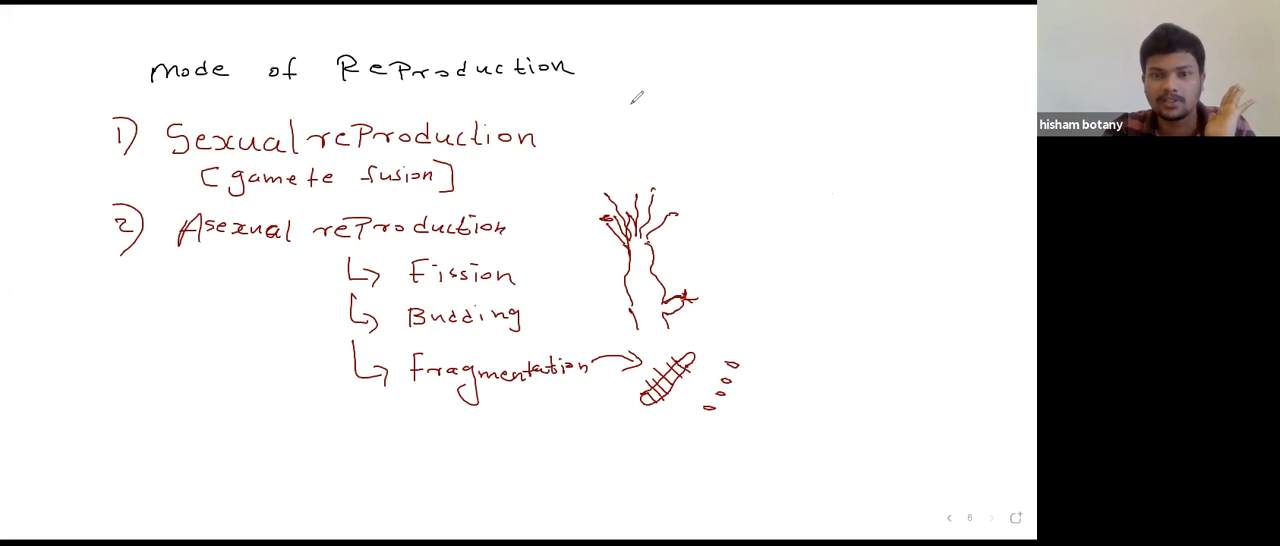 Mode of Reproduction
1) Sexual reproduction
[gamete fusion]
2) Asexual reproduction
Fission
Budding
Fragmentation
hisham botany
6